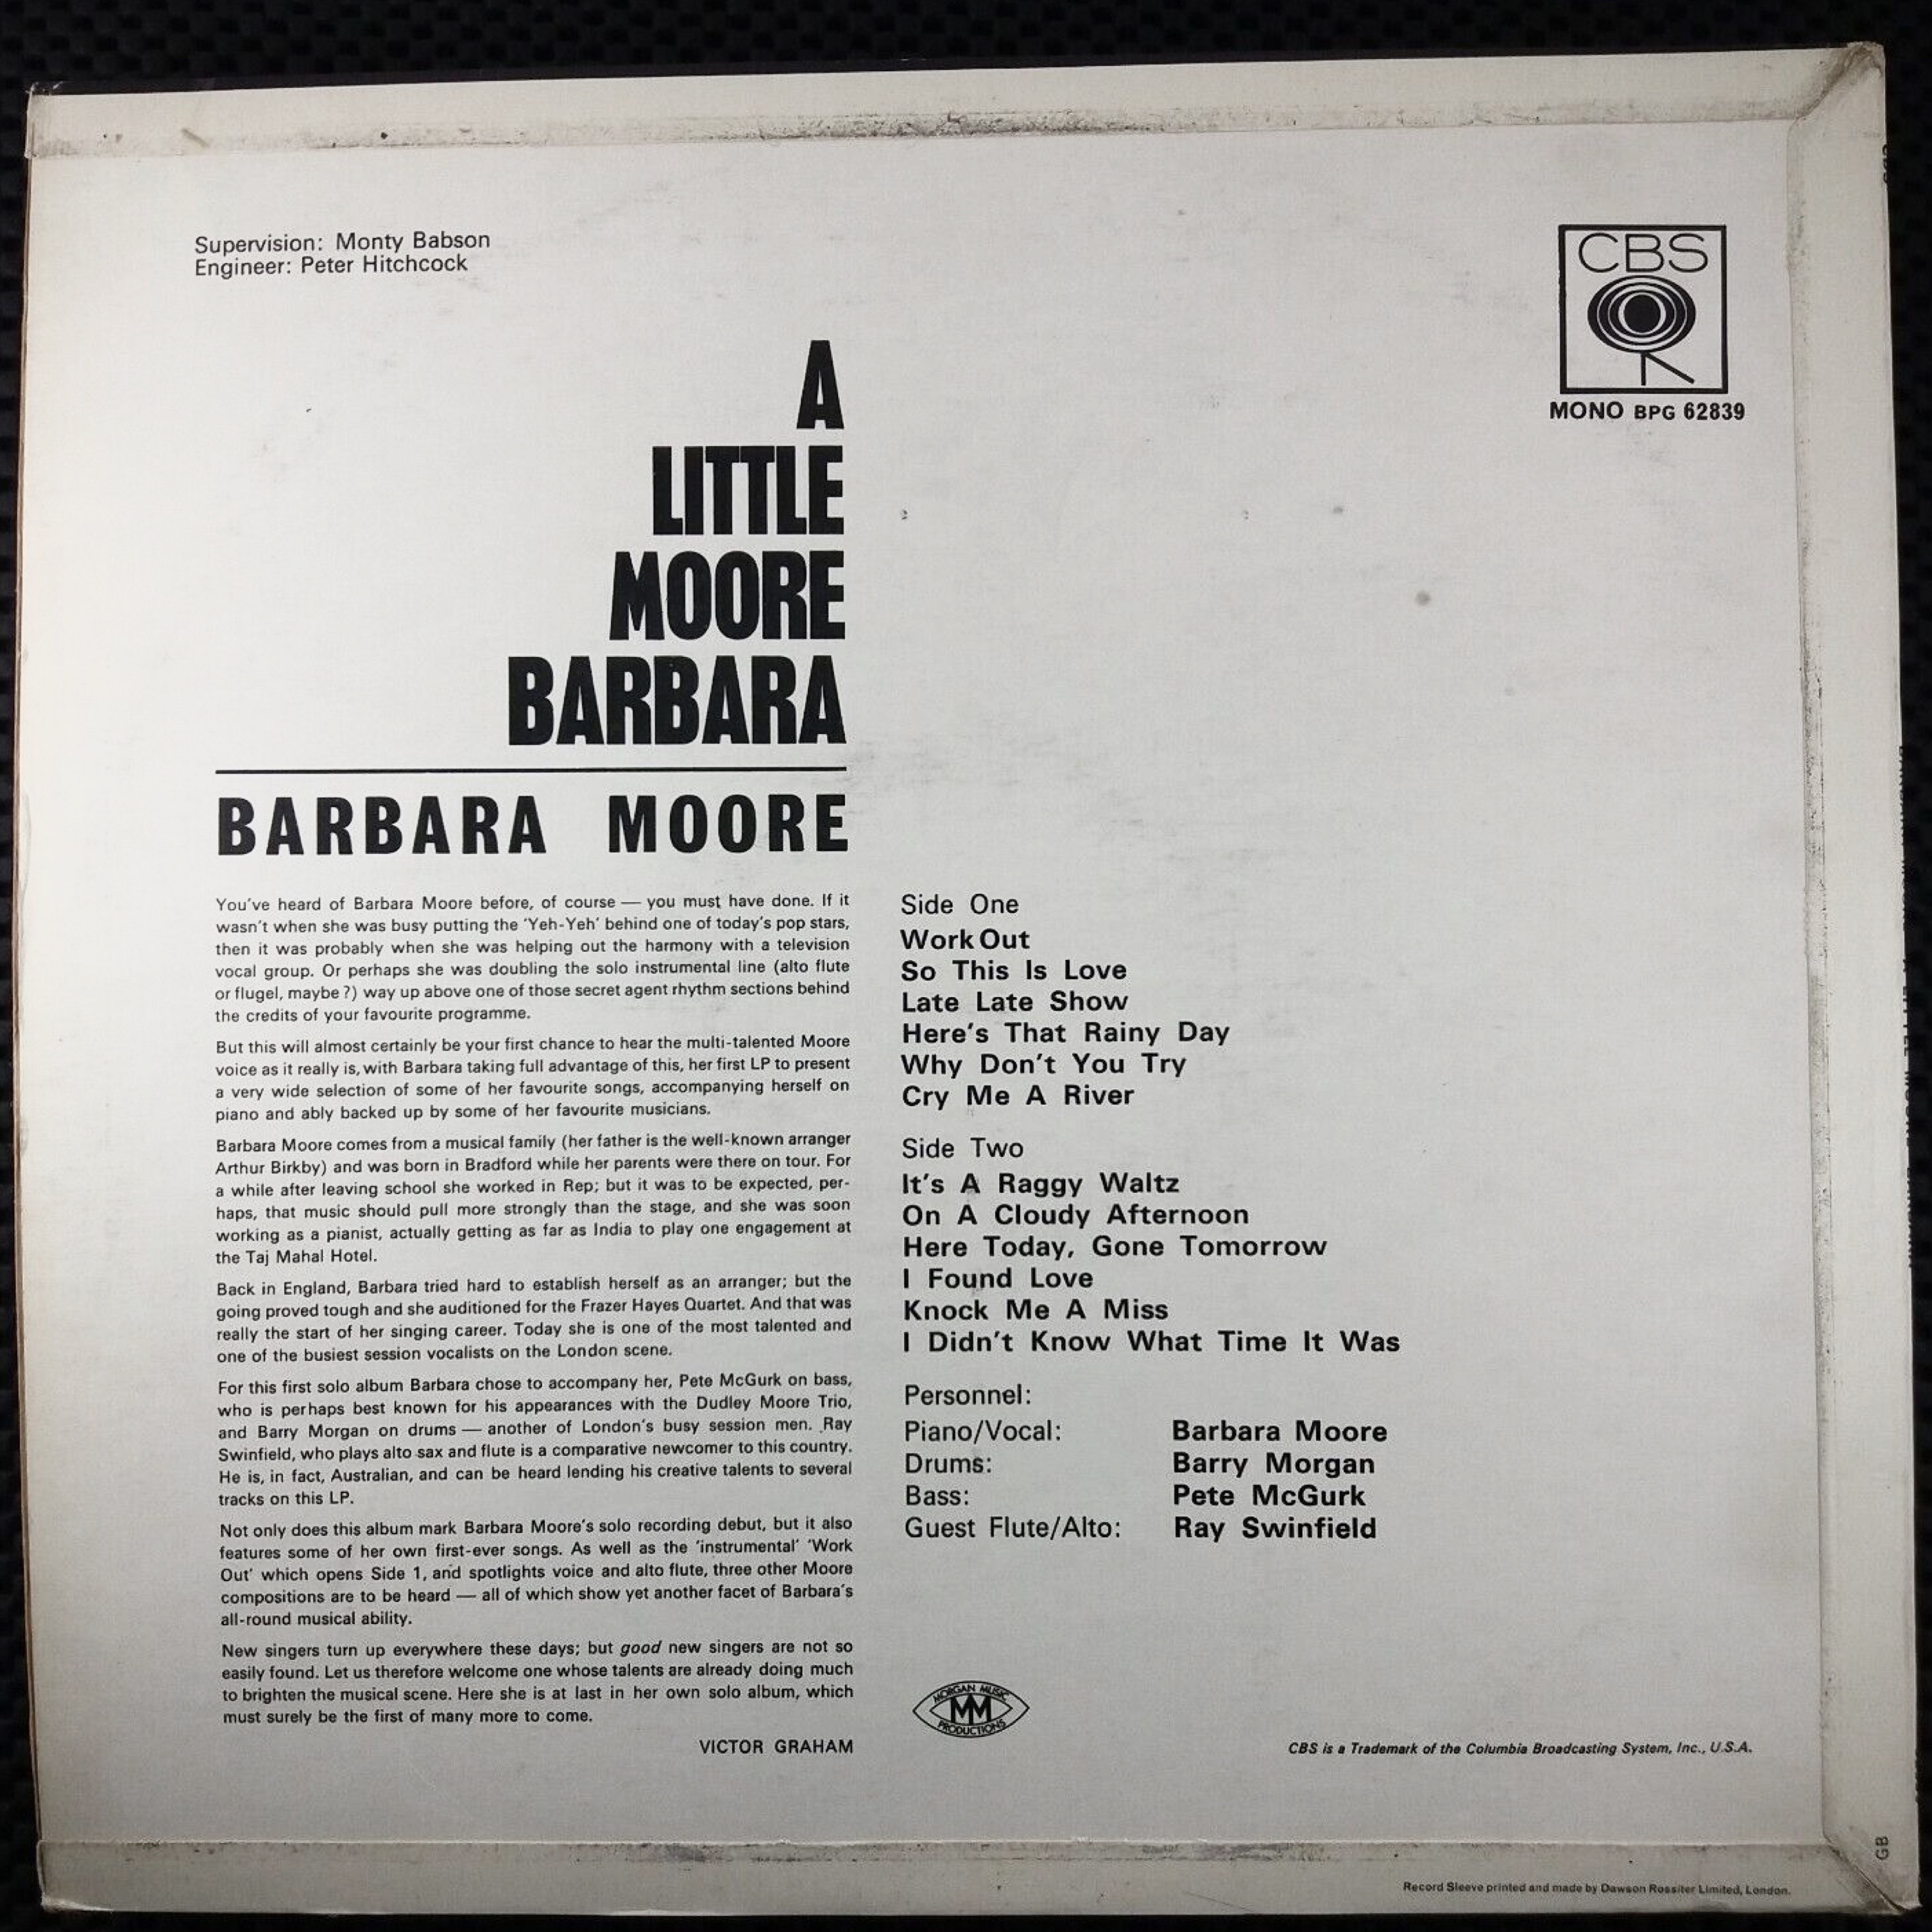 Supervision: Monty Babson
Engineer: Peter Hitchcock
CBS
MONO BPG 62839
A
LITTLE
MOORE
BARBARA
BARBARA MOORE
You've heard of Barbara Moore before, of course — you must have done. If it
wasn't when she was busy putting the 'Yeh-Yeh' behind one of today's pop stars,
then it was probably when she was helping out the harmony with a television
vocal group. Or perhaps she was doubling the solo instrumental line (alto flute
or flugel, maybe?) way up above one of those secret agent rhythm sections behind
the credits of your favourite programme.
But this will almost certainly be your first chance to hear the multi-talented Moore
voice as it really is, with Barbara taking full advantage of this, her first LP to present
a very wide selection of some of her favourite songs, accompanying herself on
piano and ably backed up by some of her favourite musicians.
Barbara Moore comes from a musical family (her father is the well-known arranger
Arthur Birkby) and was born in Bradford while her parents were there on tour. For
a while after leaving school she worked in Rep; but it was to be expected, per-
haps, that music should pull more strongly than the stage, and she was soon
working as a pianist, actually getting as far as India to play one engagement at
the Taj Mahal Hotel.
Back in England, Barbara tried hard to establish herself as an arranger; but the
going proved tough and she auditioned for the Frazer Hayes Quartet. And that was
really the start of her singing career. Today she is one of the most talented and
one of the busiest session vocalists on the London scene.
For this first solo album Barbara chose to accompany her, Pete McGurk on bass,
who is perhaps best known for his appearances with the Dudley Moore Trio,
and Barry Morgan on drums — another of London's busy session men. Ray
Swinfield, who plays alto sax and flute is a comparative newcomer to this country.
He is, in fact, Australian, and can be heard lending his creative talents to several
tracks on this LP.
Not only does this album mark Barbara Moore's solo recording debut, but it also
features some of her own first-ever songs. As well as the 'instrumental' 'Work
Out' which opens Side 1, and spotlights voice and alto flute, three other Moore
compositions are to be heard — all of which show yet another facet of Barbara's
all-round musical ability.
New singers turn up everywhere these days; but good new singers are not so
easily found. Let us therefore welcome one whose talents are already doing much
to brighten the musical scene. Here she is at last in her own solo album, which
must surely be the first of many more to come.
VICTOR GRAHAM
Side One
Work Out
So This Is Love
Late Late Show
Here's That Rainy Day
Why Don't You Try
Cry Me A River
Side Two
It's A Raggy Waltz
On A Cloudy Afternoon
Here Today, Gone Tomorrow
I Found Love
Knock Me A Miss
I Didn't Know What Time It Was
Personnel:
Piano/Vocal: Barbara Moore
Drums: Barry Morgan
Bass: Pete McGurk
Guest Flute/Alto: Ray Swinfield
MORGAN MUSIC
MM
PRODUCTIONS
CBS is a Trademark of the Columbia Broadcasting System, Inc., U.S.A.
GB
Record Sleeve printed and made by Dawson Rossiter Limited, London.